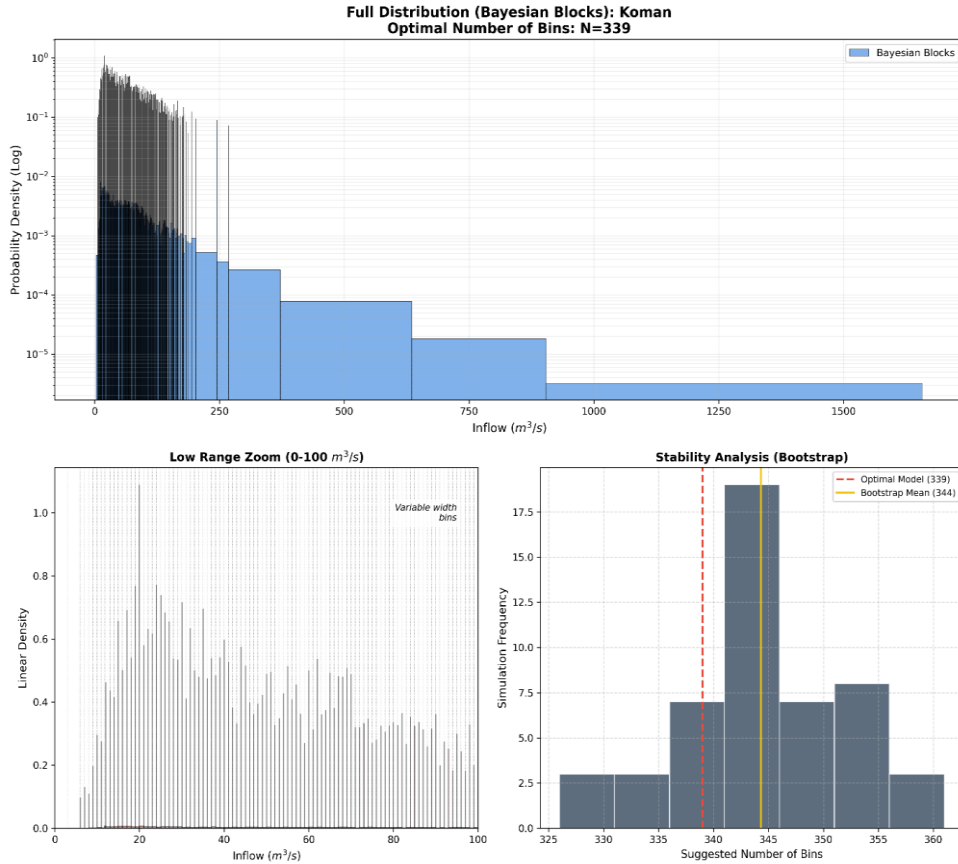 Full Distribution (Bayesian Blocks): Koman
Optimal Number of Bins: N=339
Bayesian Blocks
Probability Density (Log)
10^0
10^-1
10^-2
10^-3
10^-4
10^-5
0 250 500 750 1000 1250 1500
Inflow (m^3/s)
Low Range Zoom (0-100 m^3/s)
Variable width
bins
Linear Density
1.0
0.8
0.6
0.4
0.2
0.0
0 20 40 60 80 100
Inflow (m^3/s)
Stability Analysis (Bootstrap)
Optimal Model (339)
Bootstrap Mean (344)
Simulation Frequency
17.5
15.0
12.5
10.0
7.5
5.0
2.5
0.0
325 330 335 340 345 350 355 360
Suggested Number of Bins